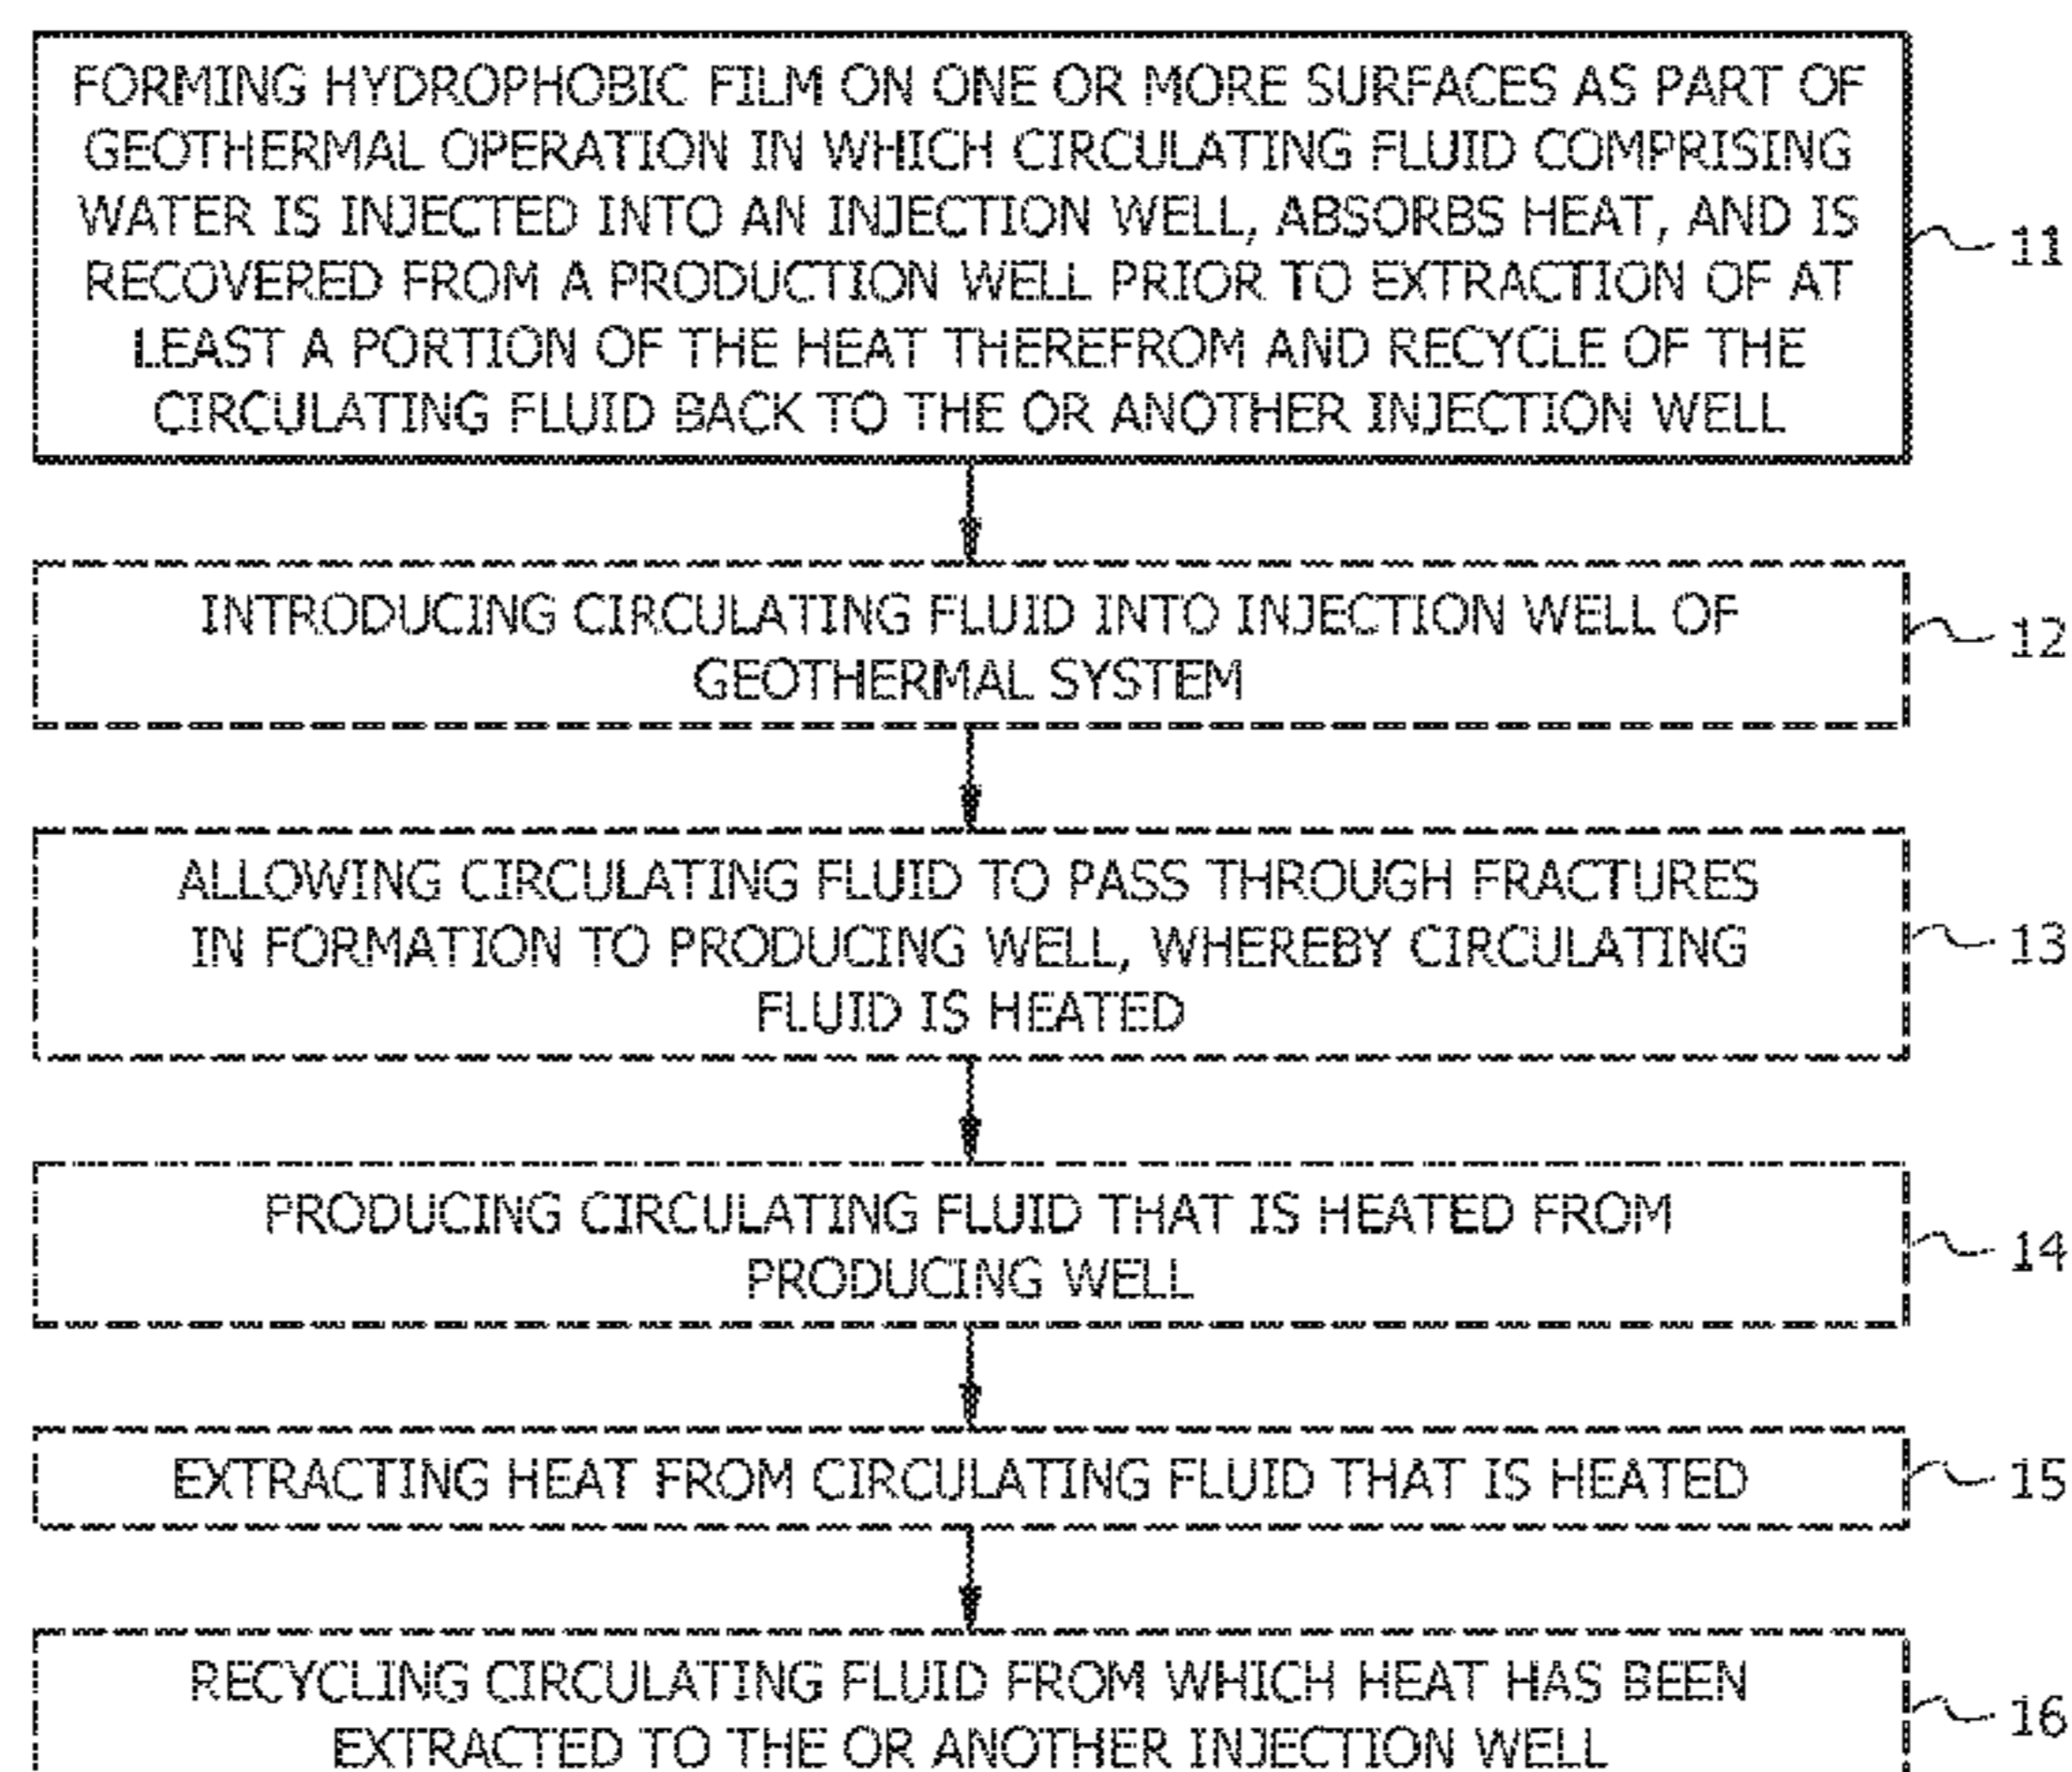 FORMING HYDROPHOBIC FILM ON ONE OR MORE SURFACES AS PART OF
GEOTHERMAL OPERATION IN WHICH CIRCULATING FLUID COMPRISING
WATER IS INJECTED INTO AN INJECTION WELL, ABSORBS HEAT, AND IS
RECOVERED FROM A PRODUCTION WELL PRIOR TO EXTRACTION OF AT
LEAST A PORTION OF THE HEAT THEREFROM AND RECYCLE OF THE
CIRCULATING FLUID BACK TO THE OR ANOTHER INJECTION WELL
11
INTRODUCING CIRCULATING FLUID INTO INJECTION WELL OF
GEOTHERMAL SYSTEM
12
ALLOWING CIRCULATING FLUID TO PASS THROUGH FRACTURES
IN FORMATION TO PRODUCING WELL, WHEREBY CIRCULATING
FLUID IS HEATED
13
PRODUCING CIRCULATING FLUID THAT IS HEATED FROM
PRODUCING WELL
14
EXTRACTING HEAT FROM CIRCULATING FLUID THAT IS HEATED
15
RECYCLING CIRCULATING FLUID FROM WHICH HEAT HAS BEEN
EXTRACTED TO THE OR ANOTHER INJECTION WELL
16